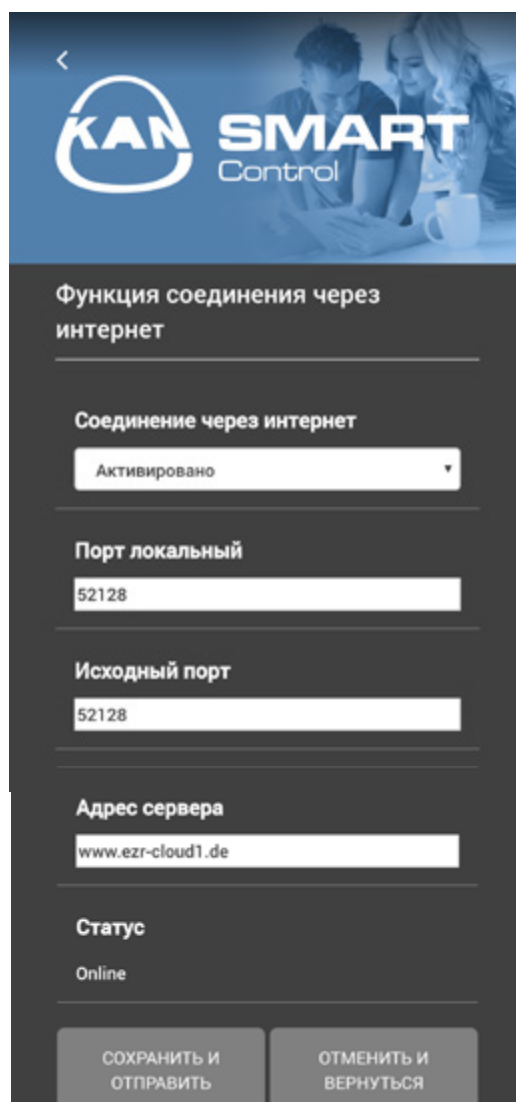 KAN SMART
Control
Функция соединения через
интернет
Соединение через интернет
Активировано
Порт локальный
52128
Исходный порт
52128
Адрес сервера
www.ezr-cloud1.de
Статус
Online
СОХРАНИТЬ И
ОТПРАВИТЬ
ОТМЕНИТЬ И
ВЕРНУТЬСЯ